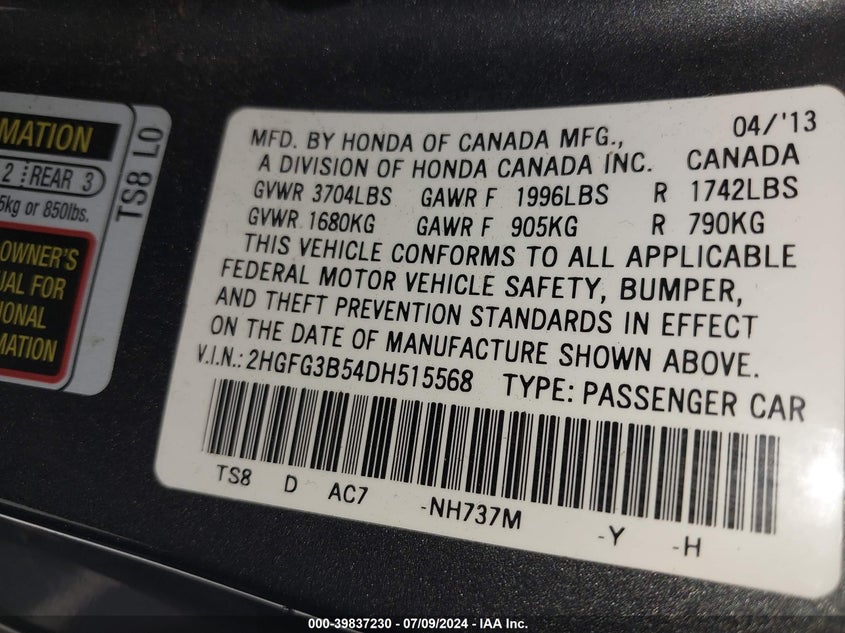 MATION
2 REAR 3
5kg or 850lbs.
OWNER'S
UAL FOR
IONAL
MATION
TS8 L0
04/'13
MFD. BY HONDA OF CANADA MFG.,
A DIVISION OF HONDA CANADA INC. CANADA
GVWR 3704LBS GAWR F 1996LBS R 1742LBS
GVWR 1680KG GAWR F 905KG R 790KG
THIS VEHICLE CONFORMS TO ALL APPLICABLE
FEDERAL MOTOR VEHICLE SAFETY, BUMPER,
AND THEFT PREVENTION STANDARDS IN EFFECT
ON THE DATE OF MANUFACTURE SHOWN ABOVE.
V.I.N.: 2HGFG3B54DH515568 TYPE: PASSENGER CAR
TS8 D AC7 -NH737M -Y -H
000-39837230 - 07/09/2024 - IAA Inc.